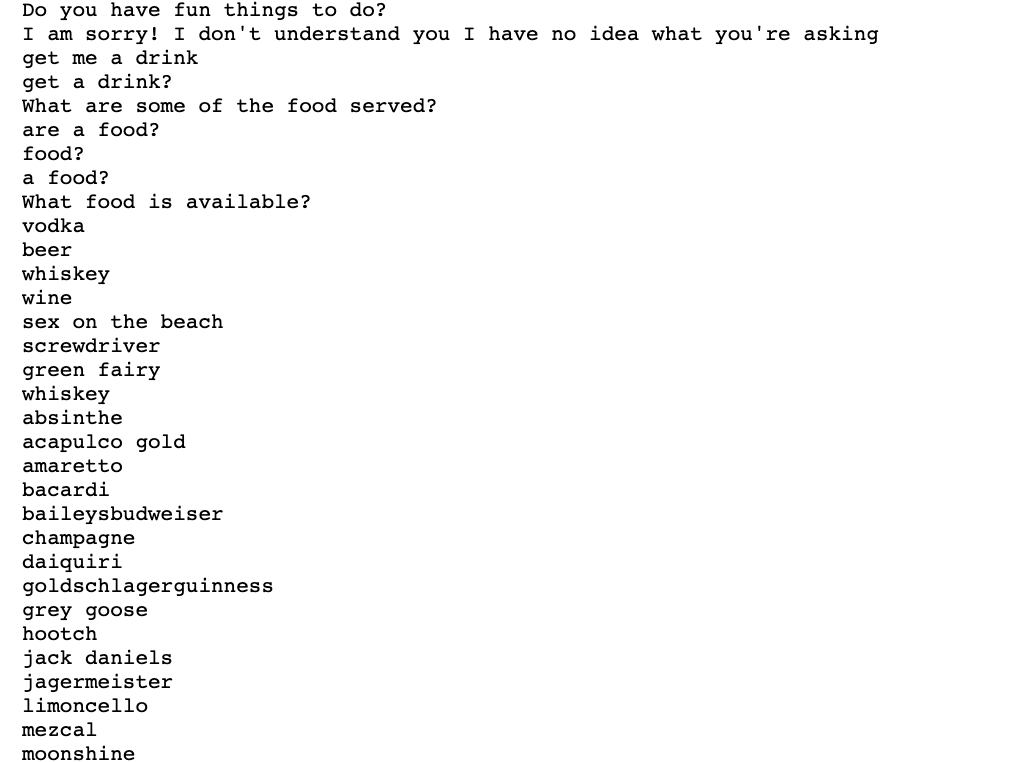 Do you have fun things to do?
I am sorry! I don't understand you I have no idea what you're asking
get me a drink
get a drink?
What are some of the food served?
are a food?
food?
a food?
What food is available?
vodka
beer
whiskey
wine
sex on the beach
screwdriver
green fairy
whiskey
absinthe
acapulco gold
amaretto
bacardi
baileysbudweiser
champagne
daiquiri
goldschlagerguinness
grey goose
hootch
jack daniels
jagermeister
limoncello
mezcal
moonshine